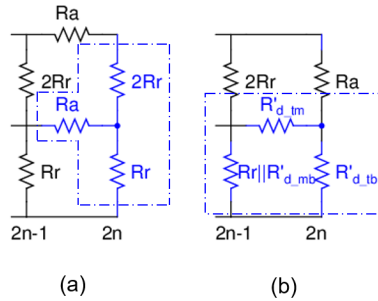 Ra
2Rr
2Rr
Ra
Rr
Rr
2n-1
2n
(a)
2Rr
Ra
R'd_tm
Rr||R'd_mb
R'd_tb
2n-1
2n
(b)